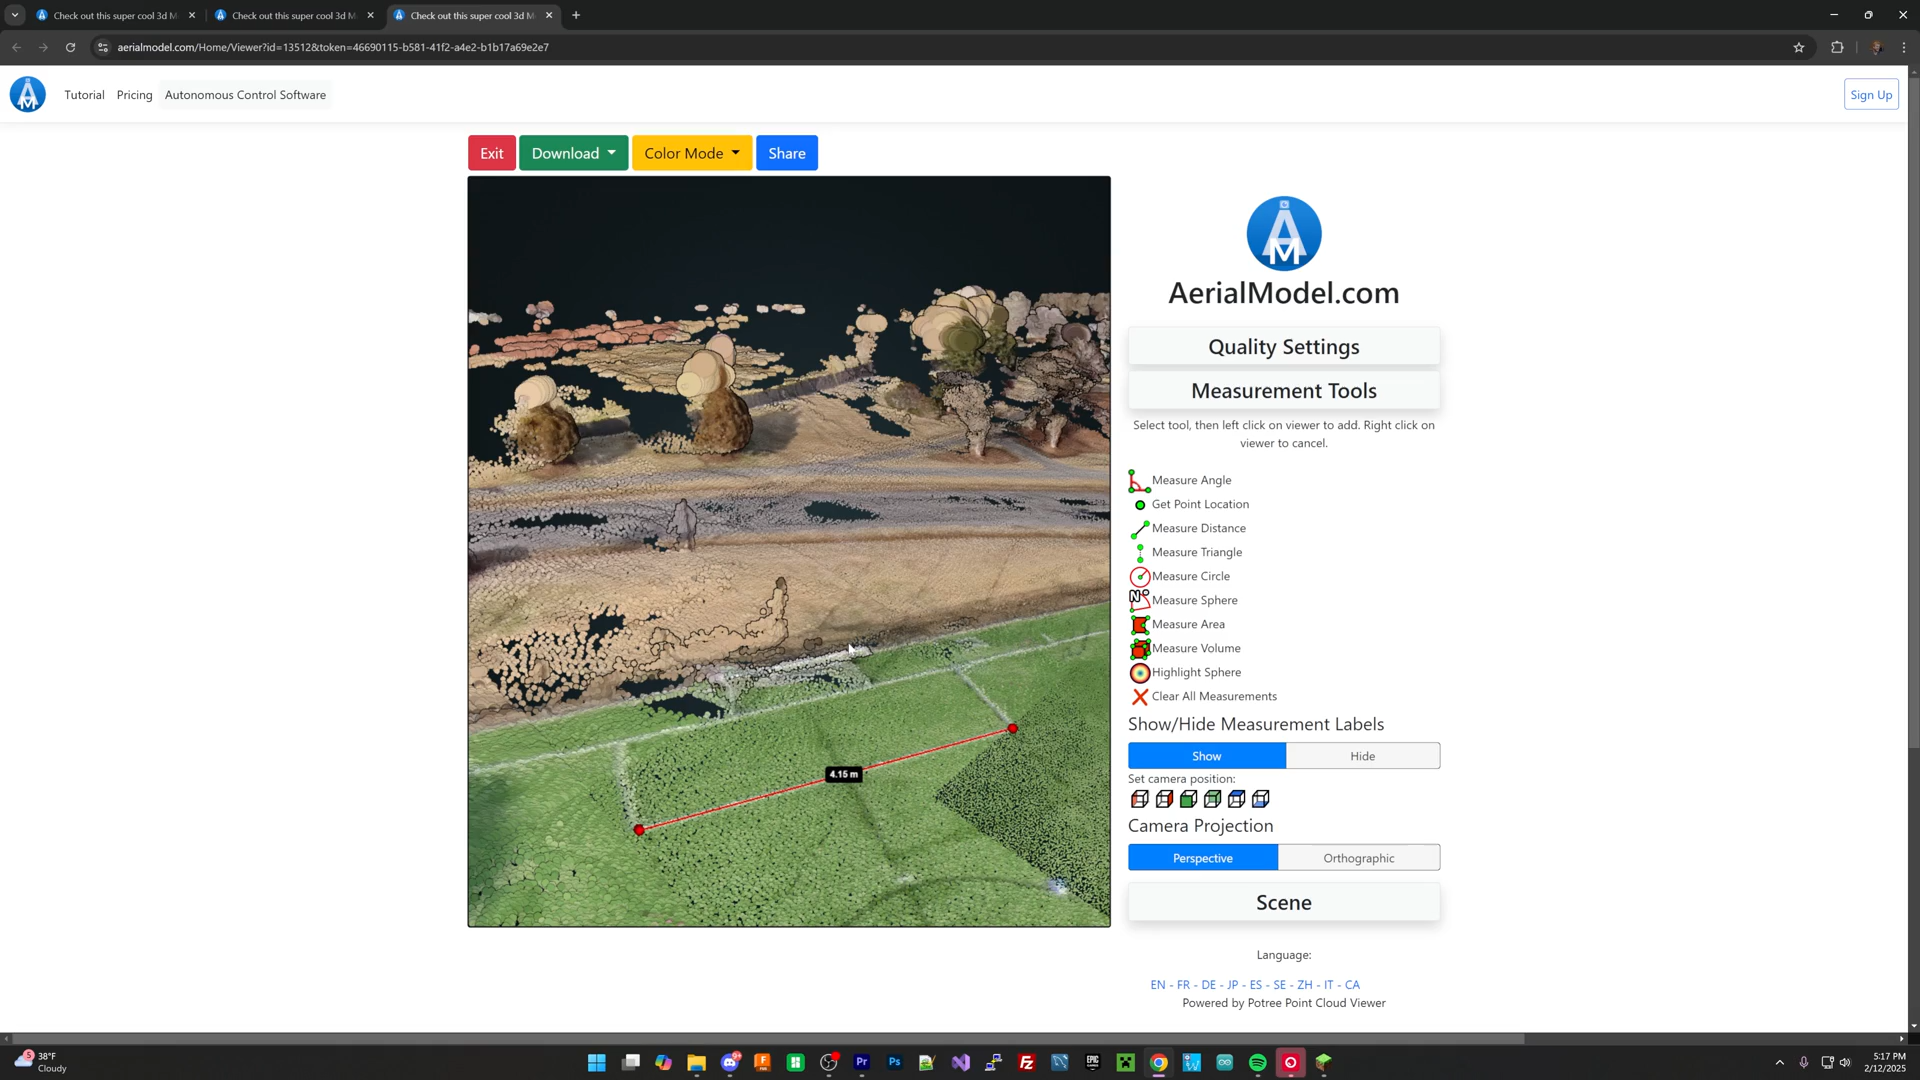 Check out this super cool 3d M
Check out this super cool 3d M
Check out this super cool 3d M
aerialmodel.com/Home/Viewer?id=13512&token=46690115-b581-41f2-a4e2-b1b17a69e2e7
Tutorial
Pricing
Autonomous Control Software
Sign Up
Exit
Download
Color Mode
Share
AerialModel.com
Quality Settings
Measurement Tools
Select tool, then left click on viewer to add. Right click on
viewer to cancel.
Measure Angle
Get Point Location
Measure Distance
Measure Triangle
Measure Circle
Measure Sphere
Measure Area
Measure Volume
Highlight Sphere
Clear All Measurements
Show/Hide Measurement Labels
Show
Hide
Set camera position:
Camera Projection
Perspective
Orthographic
Scene
4.15 m
Language:
EN - FR - DE - JP - ES - SE - ZH - IT - CA
Powered by Potree Point Cloud Viewer
38°F
Cloudy
5:17 PM
2/12/2025